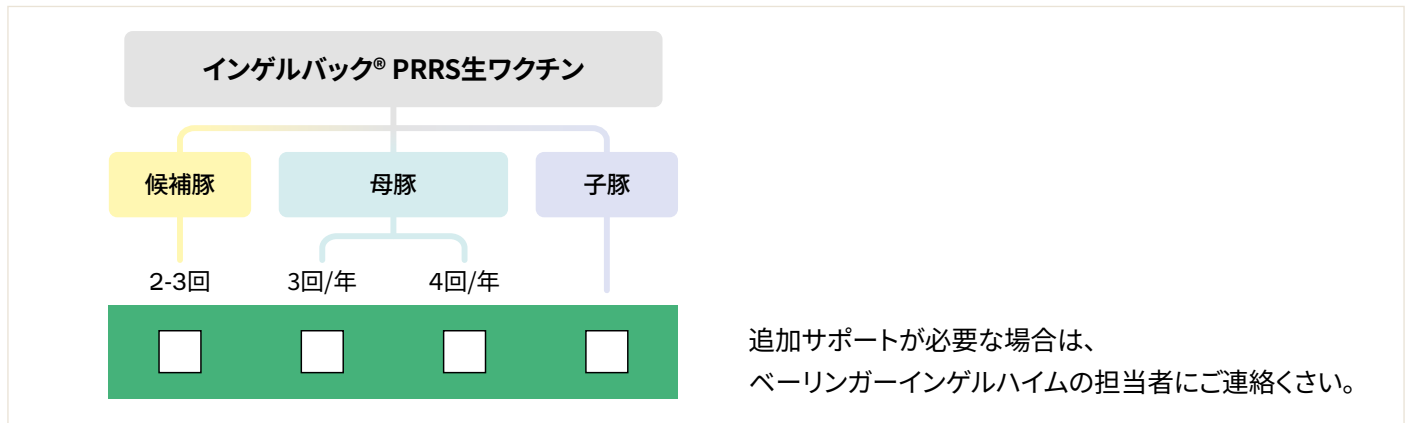 インゲルバック® PRRS生ワクチン
候補豚
母豚
子豚
2-3回
3回/年
4回/年
追加サポートが必要な場合は、
ベーリンガーインゲルハイムの担当者にご連絡くさい。